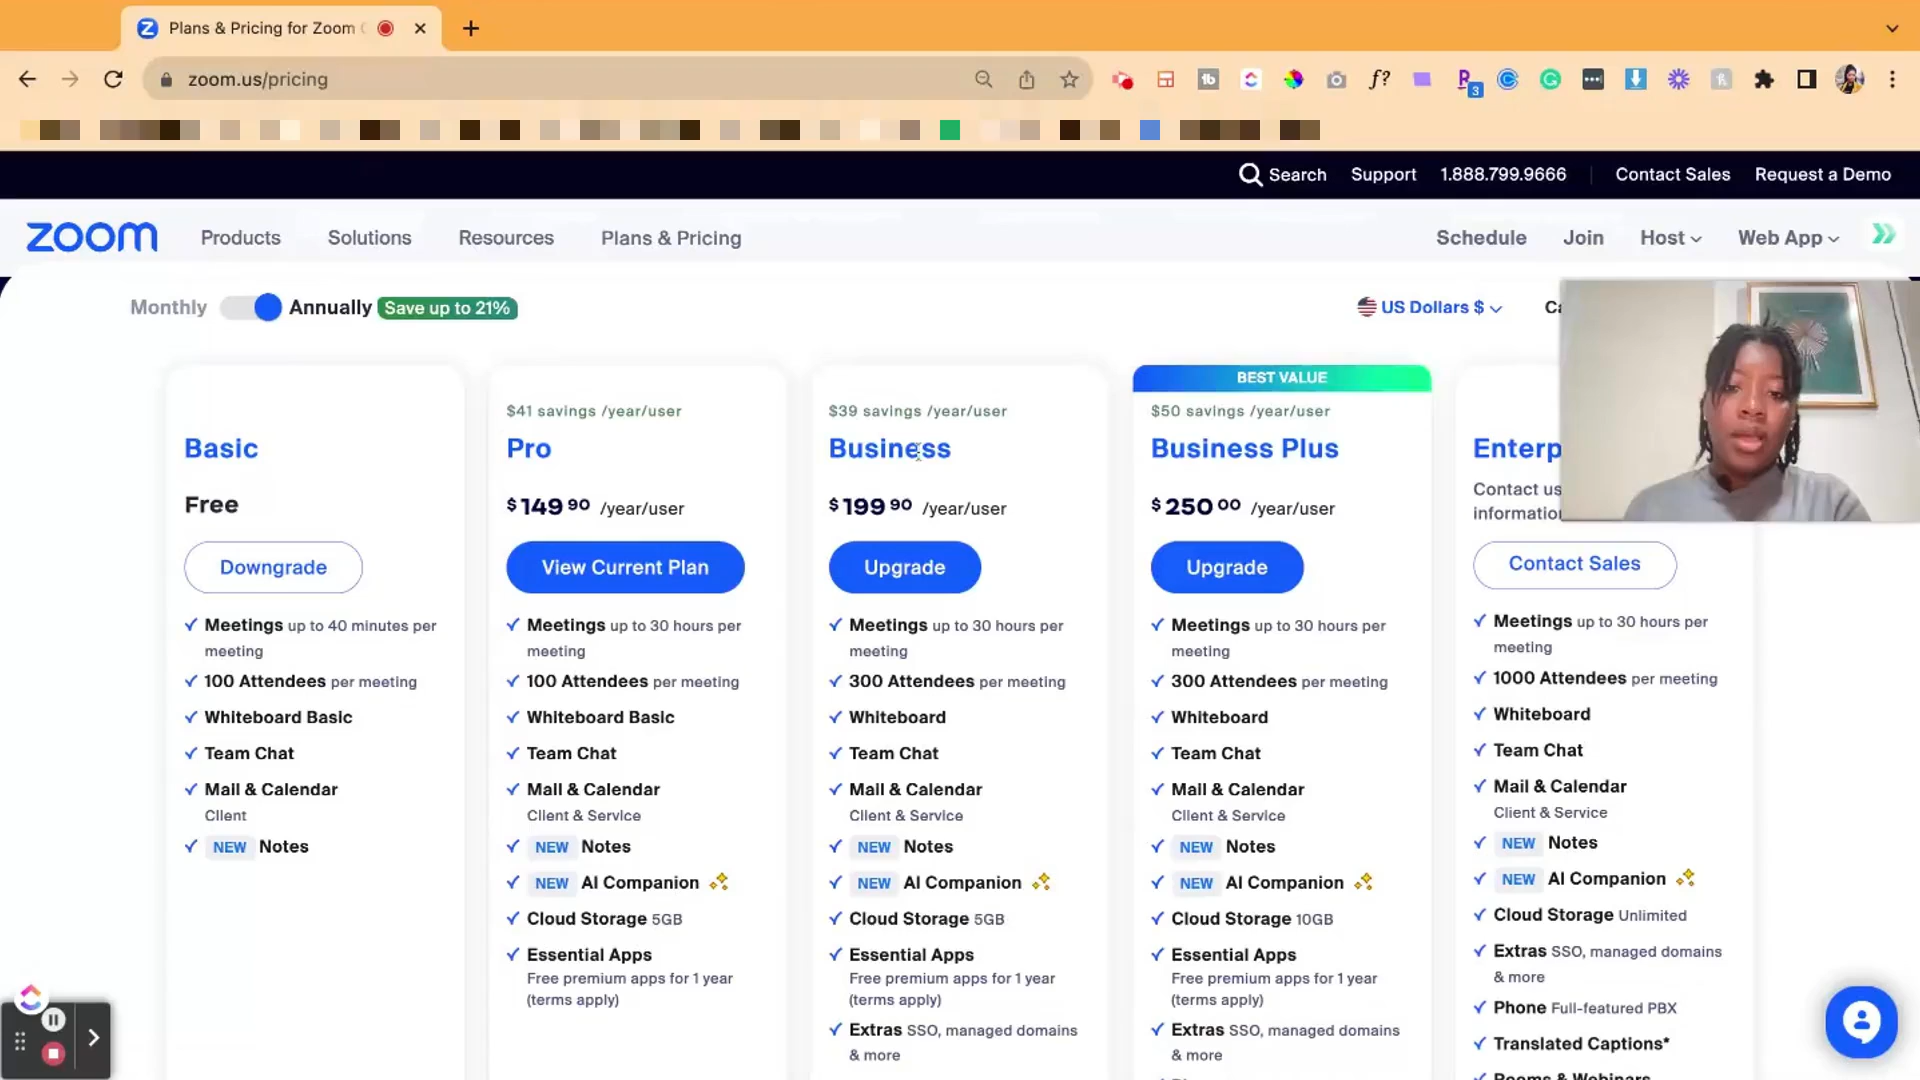 Plans & Pricing for Zoom
zoom.us/pricing
f?
3
Search
Support
1.888.799.9666
Contact Sales
Request a Demo
zoom
Products
Solutions
Resources
Plans & Pricing
Schedule
Join
Host
Web App
Monthly
Annually
Save up to 21%
US Dollars $
BEST VALUE
Basic
Free
Downgrade
Meetings up to 40 minutes per
meeting
100 Attendees per meeting
Whiteboard Basic
Team Chat
Mail & Calendar
Client
NEW Notes
$41 savings /year/user
Pro
$149 90 /year/user
View Current Plan
Meetings up to 30 hours per
meeting
100 Attendees per meeting
Whiteboard Basic
Team Chat
Mail & Calendar
Client & Service
NEW Notes
NEW AI Companion
Cloud Storage 5GB
Essential Apps
Free premium apps for 1 year
(terms apply)
$39 savings /year/user
Business
$199 90 /year/user
Upgrade
Meetings up to 30 hours per
meeting
300 Attendees per meeting
Whiteboard
Team Chat
Mail & Calendar
Client & Service
NEW Notes
NEW AI Companion
Cloud Storage 5GB
Essential Apps
Free premium apps for 1 year
(terms apply)
Extras SSO, managed domains
& more
$50 savings /year/user
Business Plus
$250 00 /year/user
Upgrade
Meetings up to 30 hours per
meeting
300 Attendees per meeting
Whiteboard
Team Chat
Mail & Calendar
Client & Service
NEW Notes
NEW AI Companion
Cloud Storage 10GB
Essential Apps
Free premium apps for 1 year
(terms apply)
Extras SSO, managed domains
& more
Enterp
Contact us
Contact Sales
Meetings up to 30 hours per
meeting
1000 Attendees per meeting
Whiteboard
Team Chat
Mail & Calendar
Client & Service
NEW Notes
NEW AI Companion
Cloud Storage Unlimited
Extras SSO, managed domains
& more
Phone Full-featured PBX
Translated Captions*
Rooms & Webinars